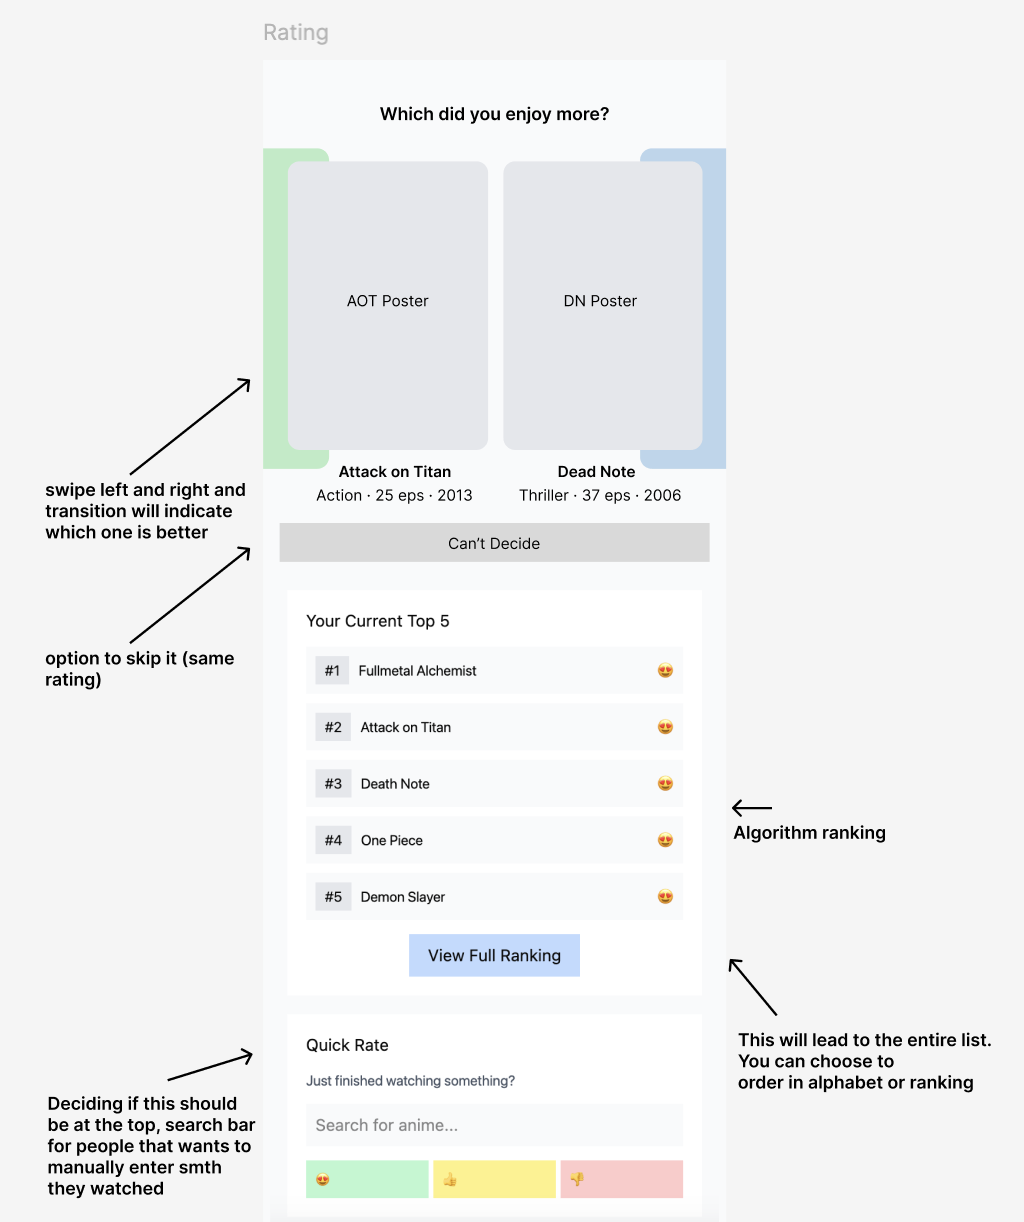 Rating
Which did you enjoy more?
AOT Poster
DN Poster
Attack on Titan
Action · 25 eps · 2013
Dead Note
Thriller · 37 eps · 2006
swipe left and right and
transition will indicate
which one is better
Can't Decide
option to skip it (same
rating)
Your Current Top 5
#1 Fullmetal Alchemist 😍
#2 Attack on Titan 😍
#3 Death Note 😍
#4 One Piece 😍
#5 Demon Slayer 😍
Algorithm ranking
View Full Ranking
This will lead to the entire list.
You can choose to
order in alphabet or ranking
Quick Rate
Just finished watching something?
Search for anime...
😍 👍 👎
Deciding if this should
be at the top, search bar
for people that wants to
manually enter smth
they watched